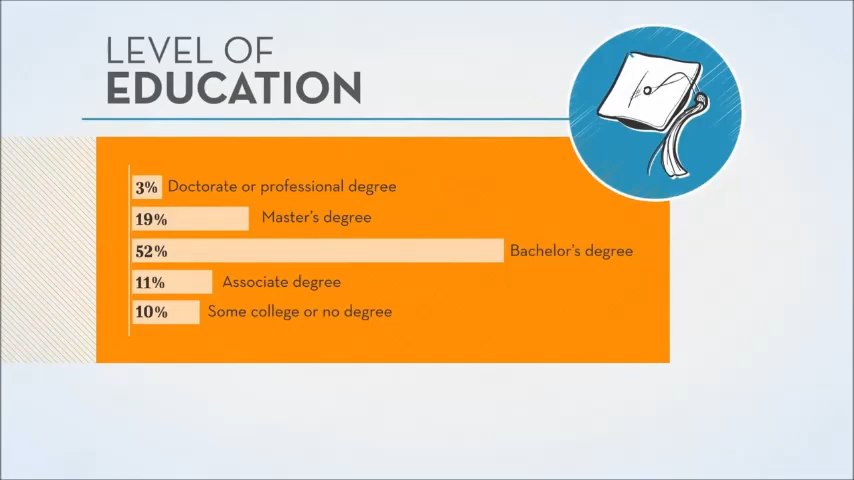 LEVEL OF
EDUCATION
3% Doctorate or professional degree
19% Master's degree
52% Bachelor's degree
11% Associate degree
10% Some college or no degree